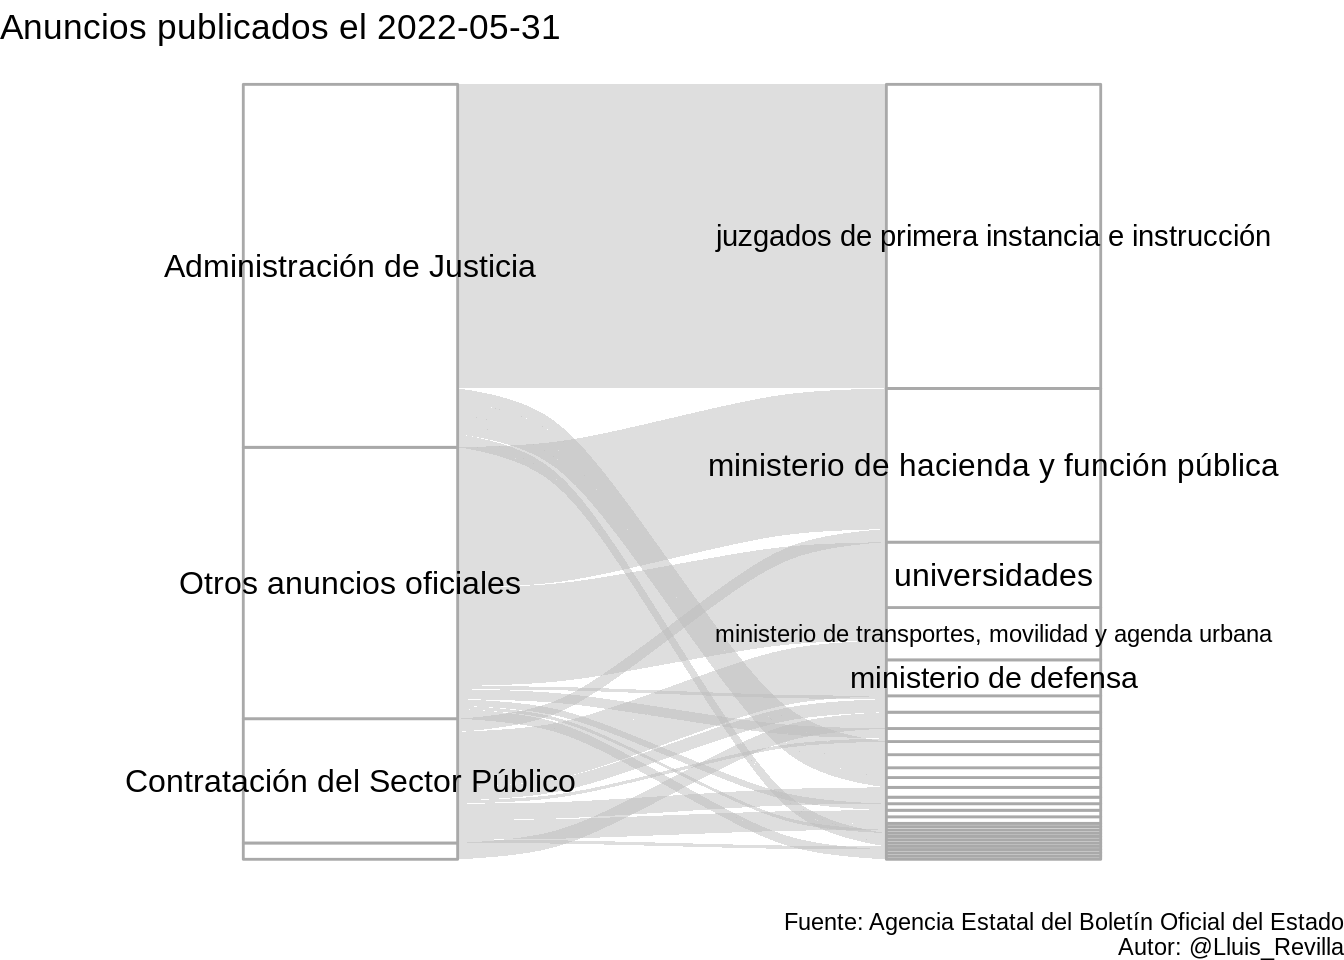 Anuncios publicados el 2022-05-31
Administración de Justicia
Otros anuncios oficiales
Contratación del Sector Público
juzgados de primera instancia e instrucción
ministerio de hacienda y función pública
universidades
ministerio de transportes, movilidad y agenda urbana
ministerio de defensa
Fuente: Agencia Estatal del Boletín Oficial del Estado
Autor: @Lluis_Revilla